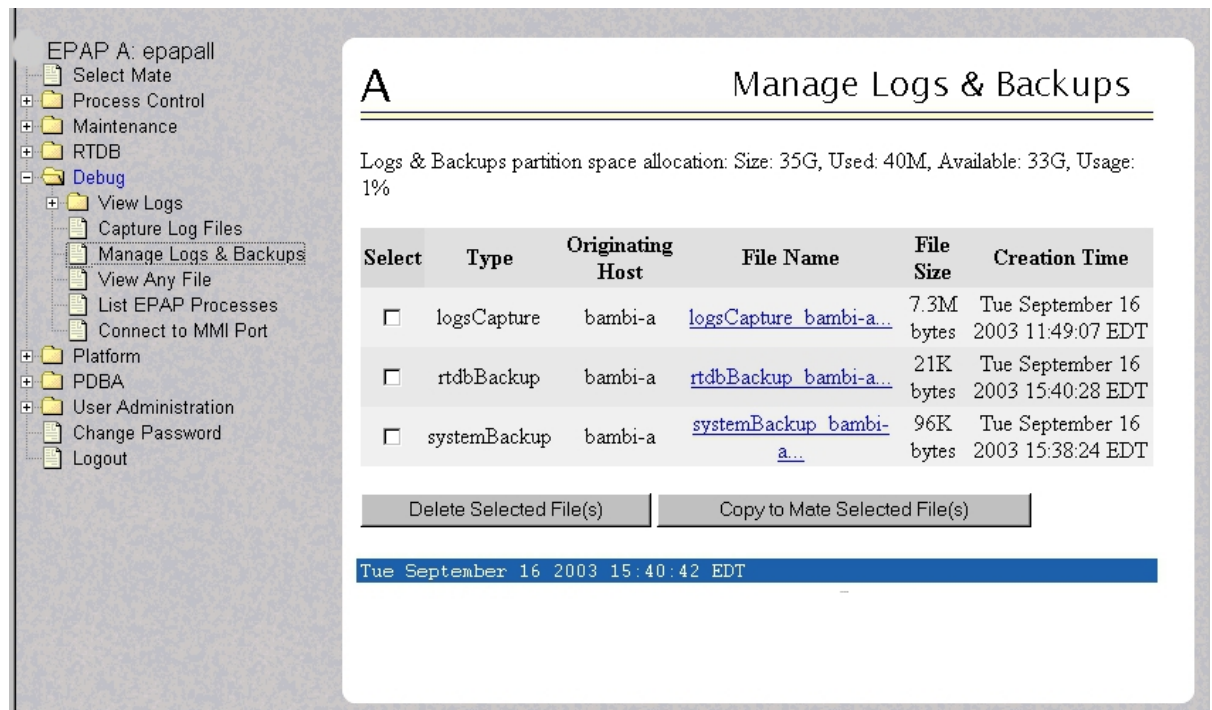 EPAP A: epapall
Select Mate
Process Control
Maintenance
RTDB
Debug
View Logs
Capture Log Files
Manage Logs & Backups
View Any File
List EPAP Processes
Connect to MMI Port
Platform
PDBA
User Administration
Change Password
Logout
A
Manage Logs & Backups
Logs & Backups partition space allocation: Size: 35G, Used: 40M, Available: 33G, Usage:
1%
Select Type Originating Host File Name File Size Creation Time
logsCapture bambi-a logsCapture_bambi-a... 7.3M bytes Tue September 16 2003 11:49:07 EDT
rtdbBackup bambi-a rtdbBackup_bambi-a... 21K bytes Tue September 16 2003 15:40:28 EDT
systemBackup bambi-a systemBackup_bambi-a... 96K bytes Tue September 16 2003 15:38:24 EDT
Delete Selected File(s) Copy to Mate Selected File(s)
Tue September 16 2003 15:40:42 EDT